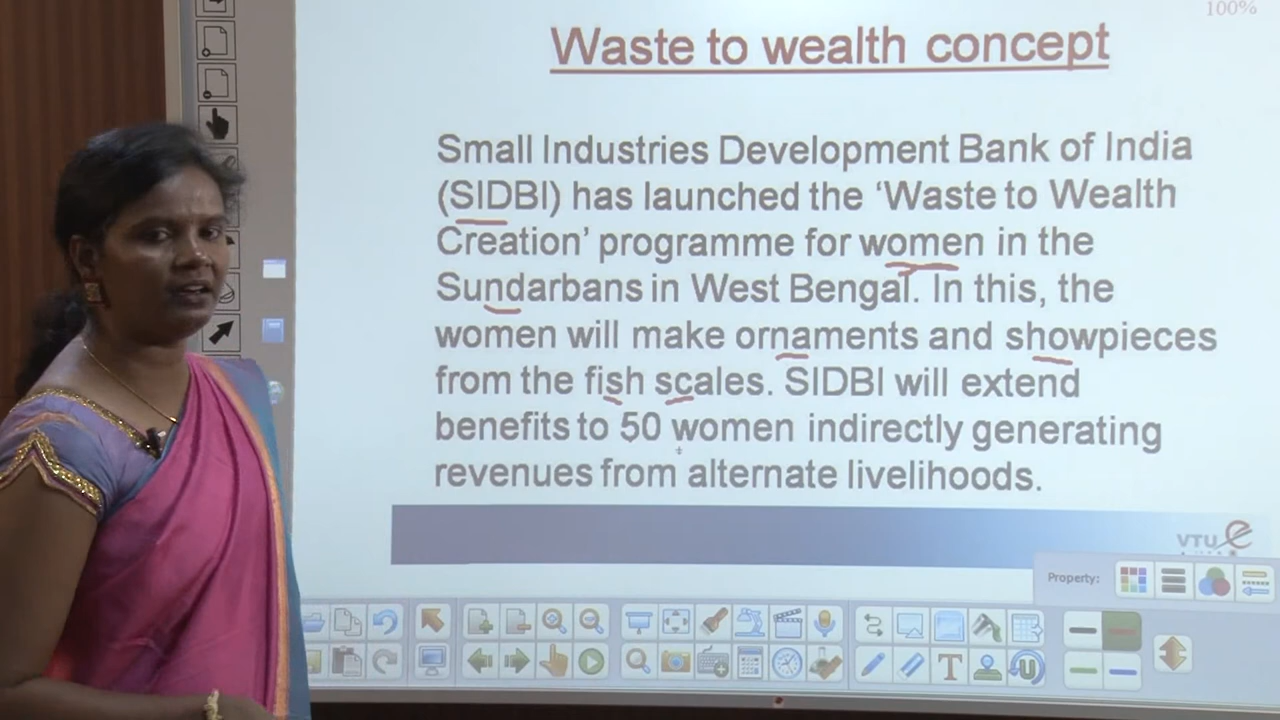 100%
Waste to wealth concept
Small Industries Development Bank of India
(SIDBI) has launched the ‘Waste to Wealth
Creation’ programme for women in the
Sundarbans in West Bengal. In this, the
women will make ornaments and showpieces
from the fish scales. SIDBI will extend
benefits to 50 women indirectly generating
revenues from alternate livelihoods.
VTU e
Property:
T